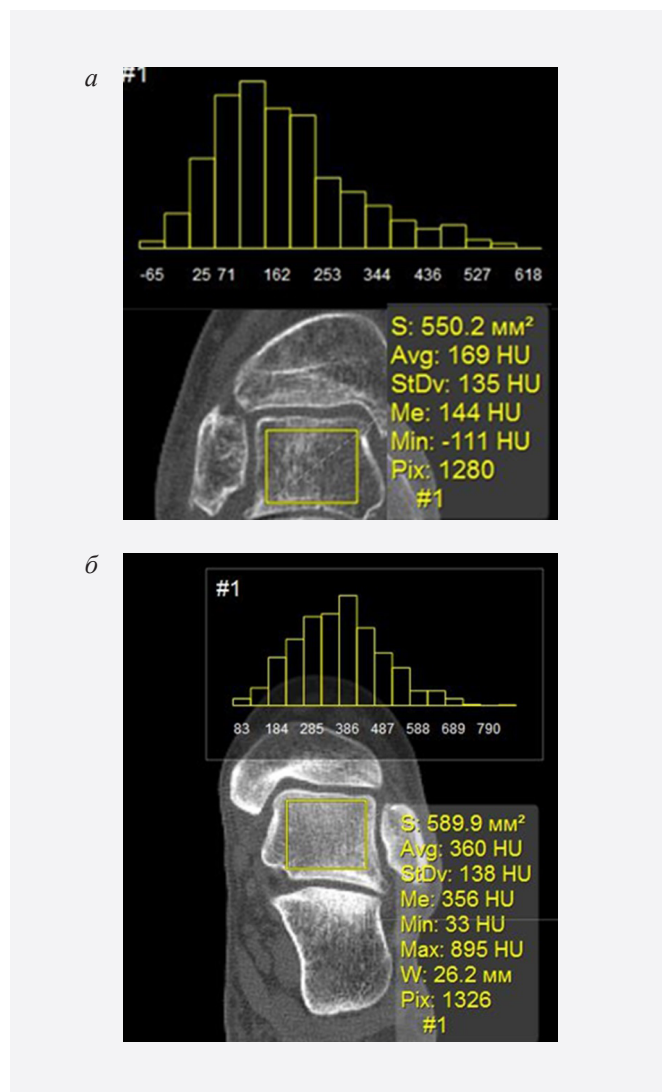 а
#1
-65 25 71 162 253 344 436 527 618
S: 550.2 мм²
Avg: 169 HU
StDv: 135 HU
Me: 144 HU
Min: -111 HU
Pix: 1280
#1
б
#1
83 184 285 386 487 588 689 790
S: 589.9 мм²
Avg: 360 HU
StDv: 138 HU
Me: 356 HU
Min: 33 HU
Max: 895 HU
W: 26.2 мм
Pix: 1326
#1